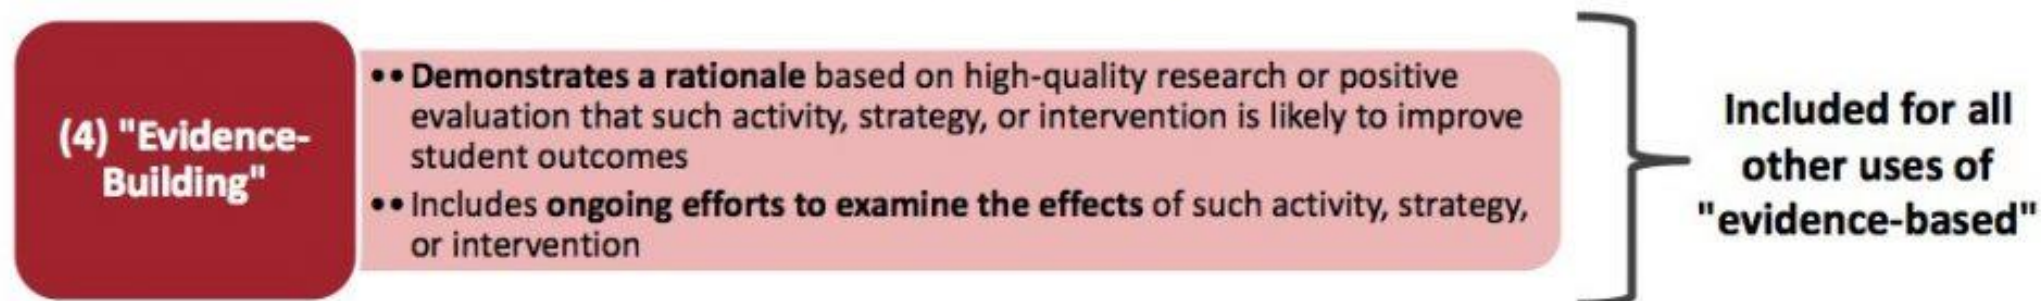 (4) "Evidence-
Building"
•• Demonstrates a rationale based on high-quality research or positive
evaluation that such activity, strategy, or intervention is likely to improve
student outcomes
•• Includes ongoing efforts to examine the effects of such activity, strategy,
or intervention
Included for all
other uses of
"evidence-based"